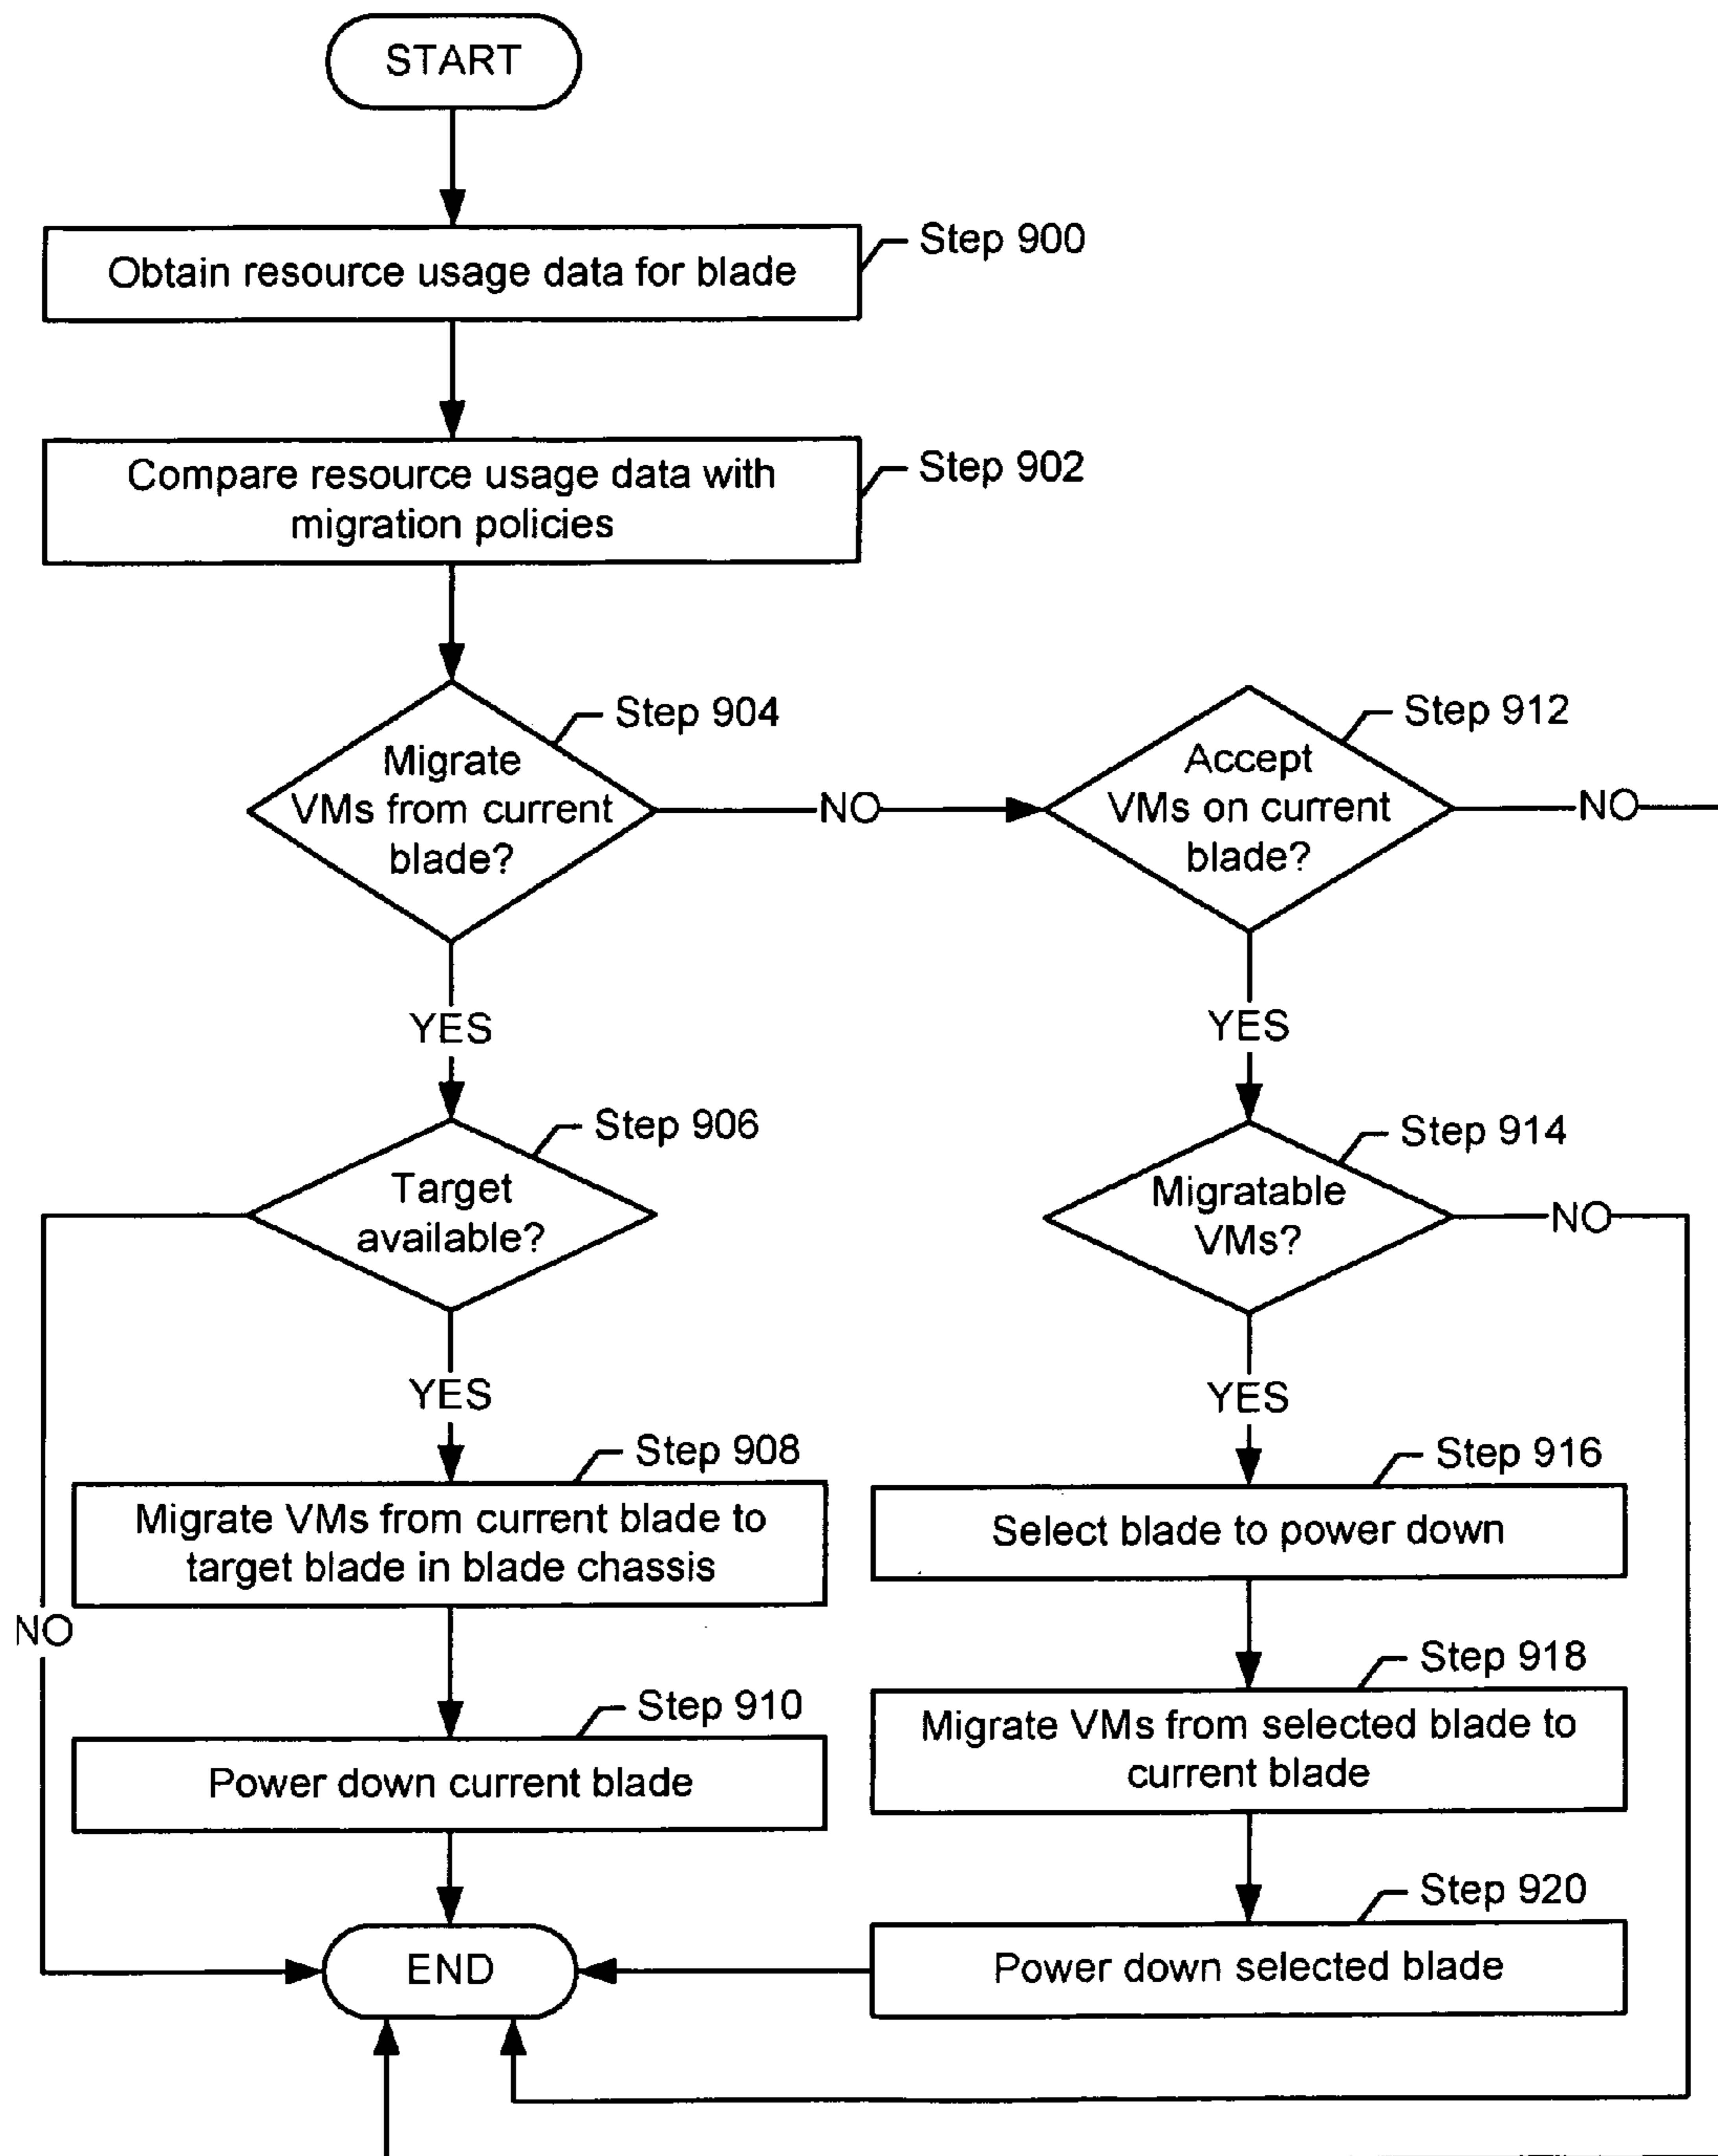 START
Step 900
Obtain resource usage data for blade
Step 902
Compare resource usage data with
migration policies
Step 904
Migrate
VMs from current
blade?
NO
Step 912
Accept
VMs on current
blade?
NO
YES
YES
Step 906
Target
available?
Step 914
Migratable
VMs?
NO
YES
YES
Step 908
Migrate VMs from current blade to
target blade in blade chassis
Step 916
Select blade to power down
NO
Step 918
Migrate VMs from selected blade to
current blade
Step 910
Power down current blade
Step 920
Power down selected blade
END